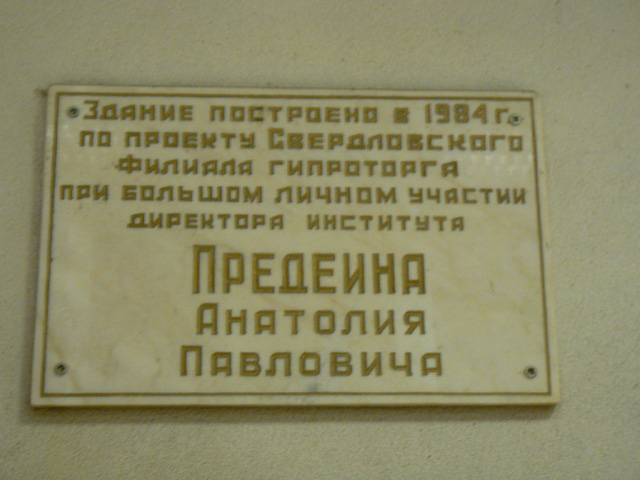 Здание построено в 1984 г.
по проекту Свердловского
филиала гипроторга
при большом личном участии
директора института
Предеина
Анатолия
Павловича